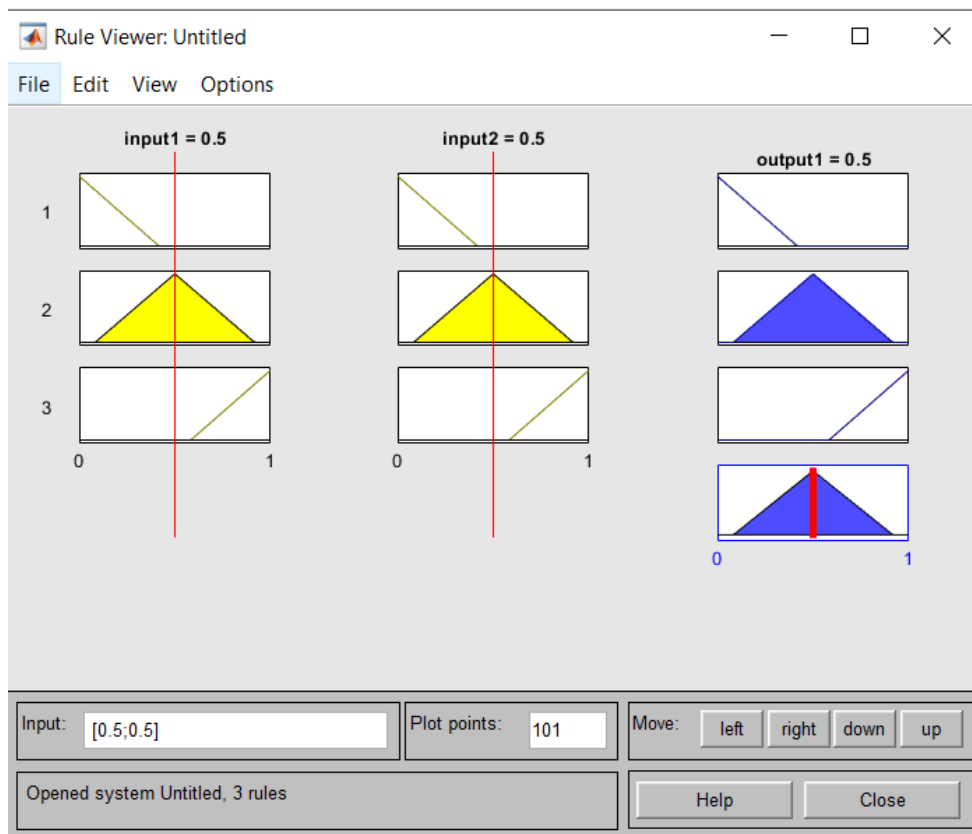 Rule Viewer: Untitled
File Edit View Options
input1 = 0.5 input2 = 0.5
output1 = 0.5
1
2
3
0 1 0 1
0 1
Input: [0.5;0.5] Plot points: 101 Move: left right down up
Opened system Untitled, 3 rules Help Close